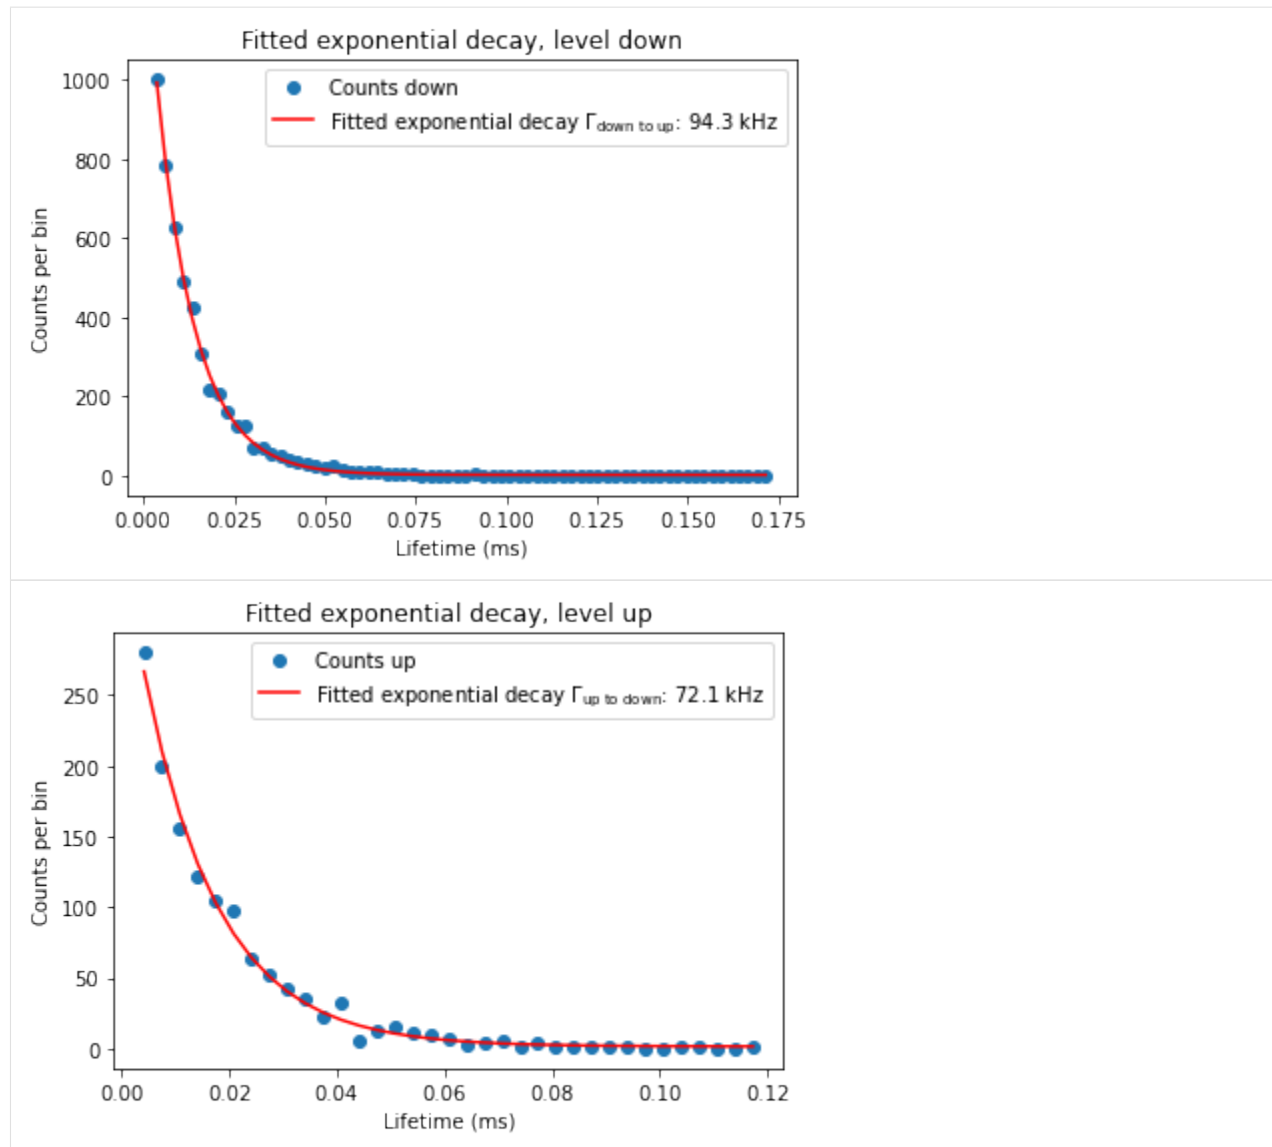 Fitted exponential decay, level down
Counts down
Fitted exponential decay Γdown to up: 94.3 kHz
1000
800
600
400
200
0
Counts per bin
0.000 0.025 0.050 0.075 0.100 0.125 0.150 0.175
Lifetime (ms)
Fitted exponential decay, level up
Counts up
Fitted exponential decay Γup to down: 72.1 kHz
250
200
150
100
50
0
Counts per bin
0.00 0.02 0.04 0.06 0.08 0.10 0.12
Lifetime (ms)